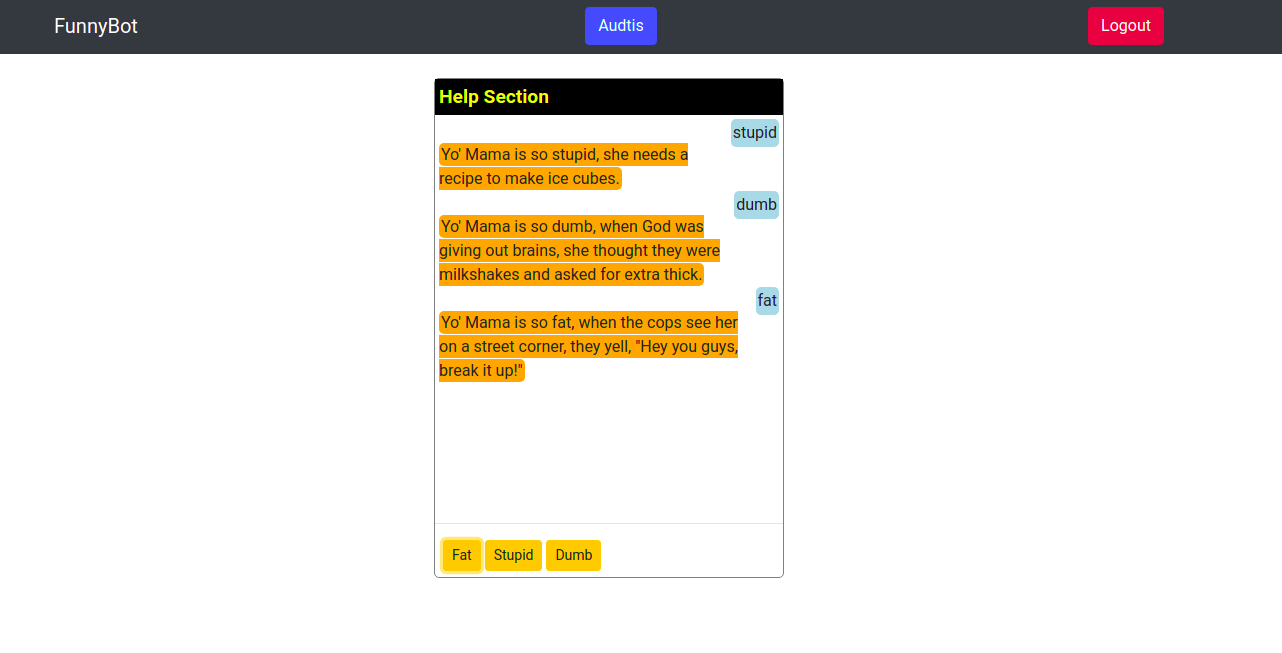 FunnyBot
Audtis
Logout
Help Section
stupid
Yo' Mama is so stupid, she needs a
recipe to make ice cubes.
dumb
Yo' Mama is so dumb, when God was
giving out brains, she thought they were
milkshakes and asked for extra thick.
fat
Yo' Mama is so fat, when the cops see her
on a street corner, they yell, "Hey you guys,
break it up!"
Fat
Stupid
Dumb